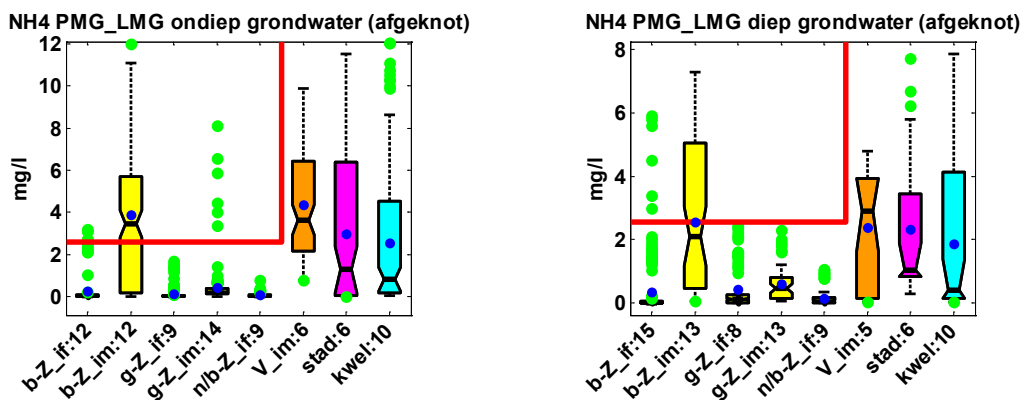 NH4 PMG_LMG ondiep grondwater (afgeknot)
12
10
8
6
4
2
0
mg/l
b-Z_if:12
b-Z_im:12
g-Z_if:9
g-Z_im:14
n/b-Z_if:9
V_im:6
stad:6
kwel:10
NH4 PMG_LMG diep grondwater (afgeknot)
8
6
4
2
0
mg/l
b-Z_if:15
b-Z_im:13
g-Z_if:8
g-Z_im:13
n/b-Z_if:9
V_im:5
stad:6
kwel:10